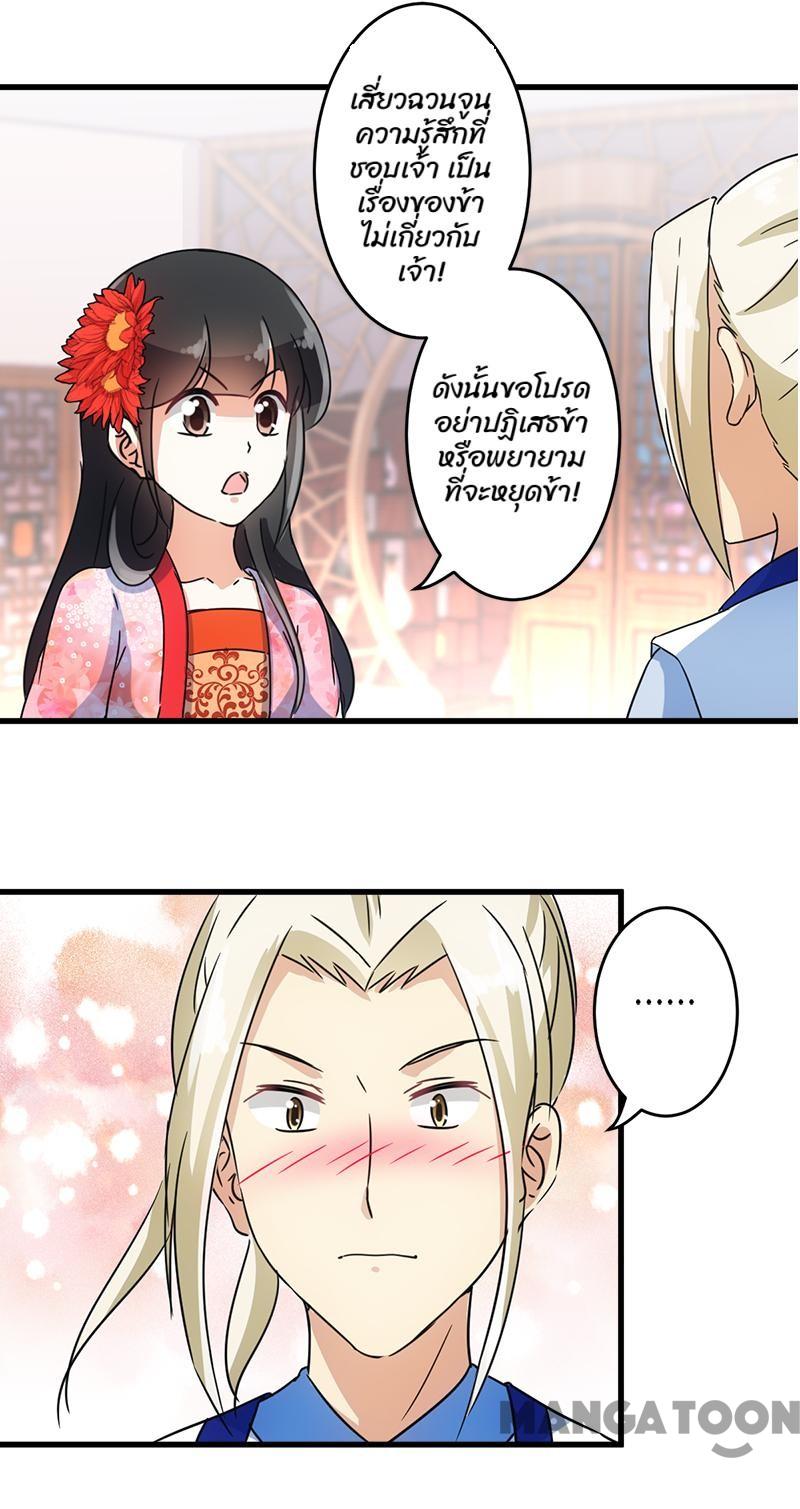 เสี่ยวฉวนจูน
ความรู้สึกที่
ชอบเจ้า เป็น
เรื่องของข้า
ไม่เกี่ยวกับ
เจ้า!
ดังนั้นขอโปรด
อย่าปฏิเสธข้า
หรือพยายาม
ที่จะหยุดข้า!
......
MANGATOON